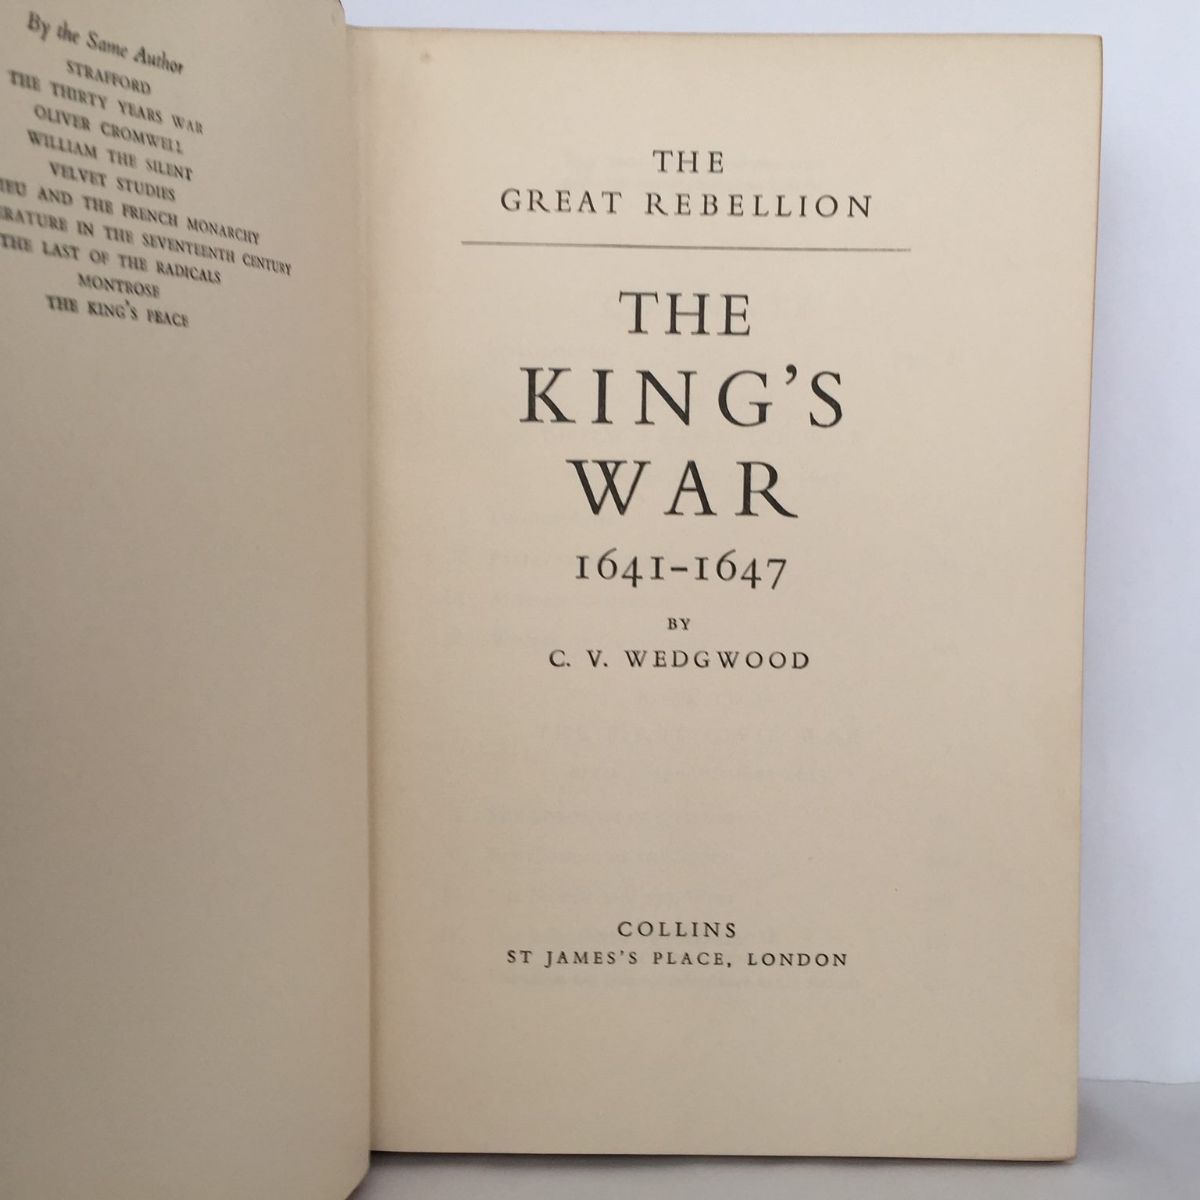 By the Same Author
STRAFFORD
THE THIRTY YEARS WAR
OLIVER CROMWELL
WILLIAM THE SILENT
VELVET STUDIES
AND THE FRENCH MONARCHY
IN THE SEVENTEENTH CENTURY
THE LAST OF THE RADICALS
MONTROSE
THE KING'S PEACE
THE
GREAT REBELLION
THE
KING'S
WAR
1641-1647
BY
C. V. WEDGWOOD
COLLINS
ST JAMES'S PLACE, LONDON